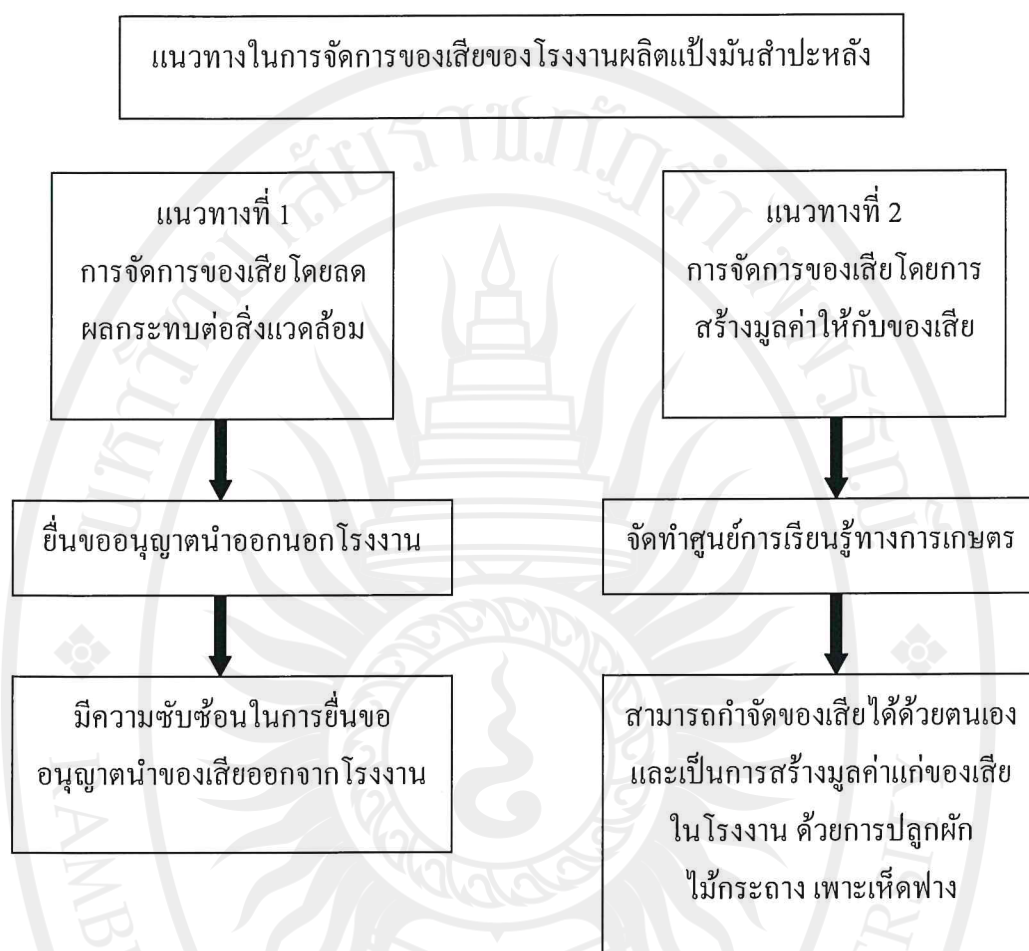 แนวทางในการจัดการของเสียของโรงงานผลิตแป้งมันสำปะหลัง
แนวทางที่ 1
การจัดการของเสียโดยลด
ผลกระทบต่อสิ่งแวดล้อม
ยื่นขออนุญาตนำออกนอกโรงงาน
มีความซับซ้อนในการยื่นขอ
อนุญาตนำของเสียออกจากโรงงาน
แนวทางที่ 2
การจัดการของเสียโดยการ
สร้างมูลค่าให้กับของเสีย
จัดทำศูนย์การเรียนรู้ทางการเกษตร
สามารถกำจัดของเสียได้ด้วยตนเอง
และเป็นการสร้างมูลค่าแก่ของเสีย
ในโรงงาน ด้วยการปลูกผัก
ไม้กระถาง เพาะเห็ดฟาง